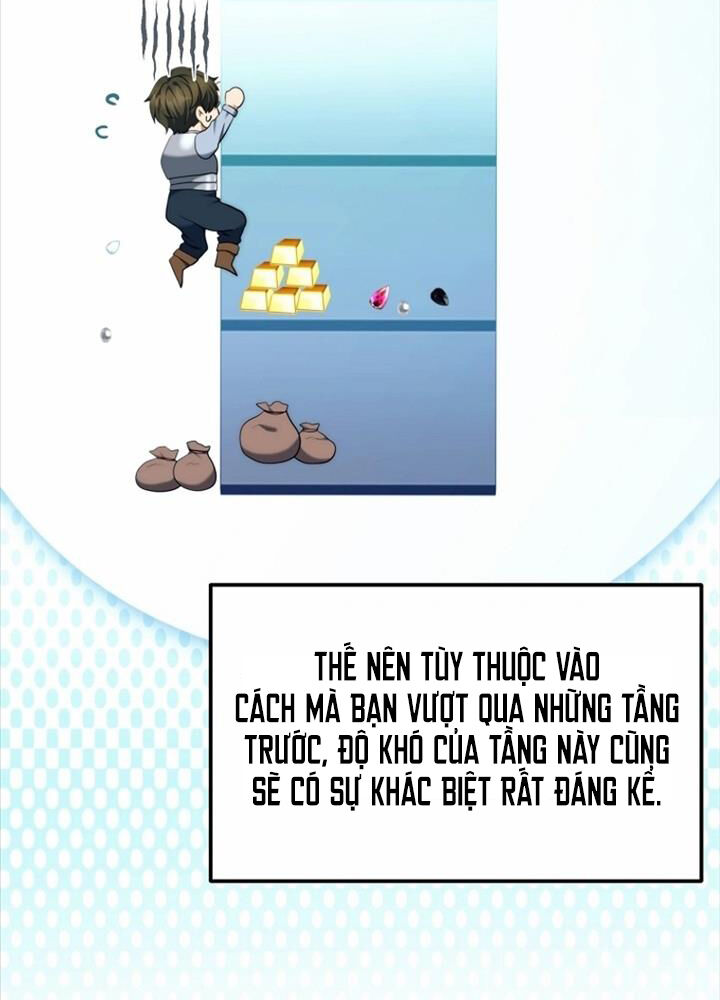 THẾ NÊN TÙY THUỘC VÀO
CÁCH MÀ BẠN VƯỢT QUA NHỮNG TẦNG
TRƯỚC, ĐỘ KHÓ CỦA TẦNG NÀY CŨNG
SẼ CÓ SỰ KHÁC BIỆT RẤT ĐÁNG KỂ.